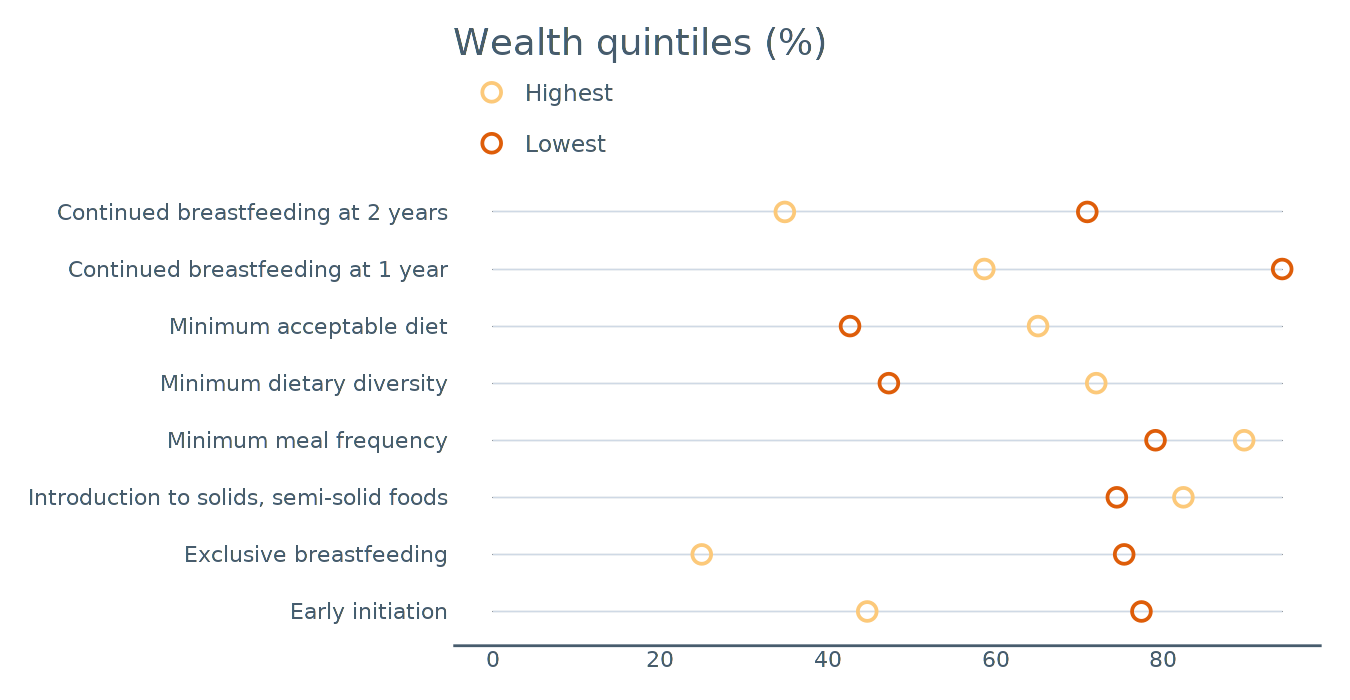 Wealth quintiles (%)
Highest
Lowest
Continued breastfeeding at 2 years
Continued breastfeeding at 1 year
Minimum acceptable diet
Minimum dietary diversity
Minimum meal frequency
Introduction to solids, semi-solid foods
Exclusive breastfeeding
Early initiation
0 20 40 60 80